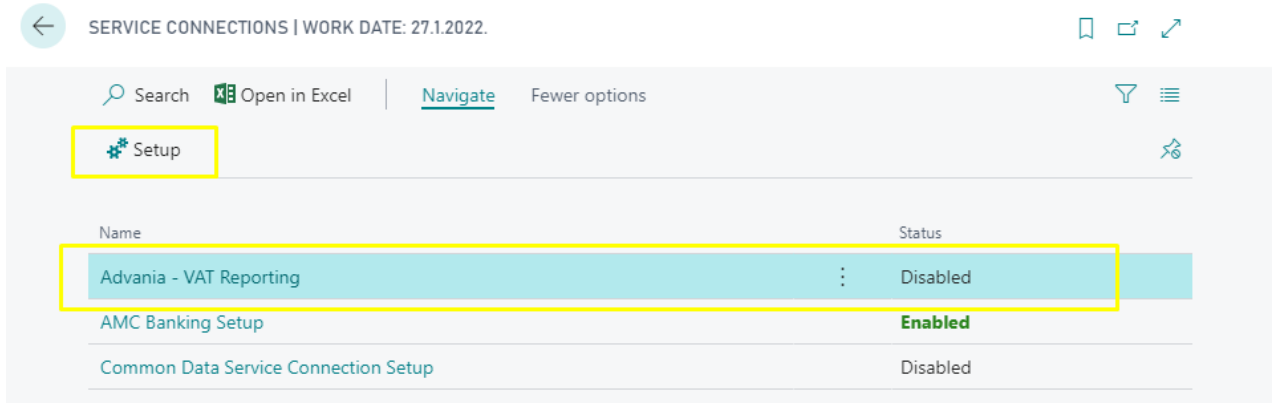 SERVICE CONNECTIONS | WORK DATE: 27.1.2022.
Search Open in Excel Navigate Fewer options
Setup
Name Status
Advania - VAT Reporting Disabled
AMC Banking Setup Enabled
Common Data Service Connection Setup Disabled